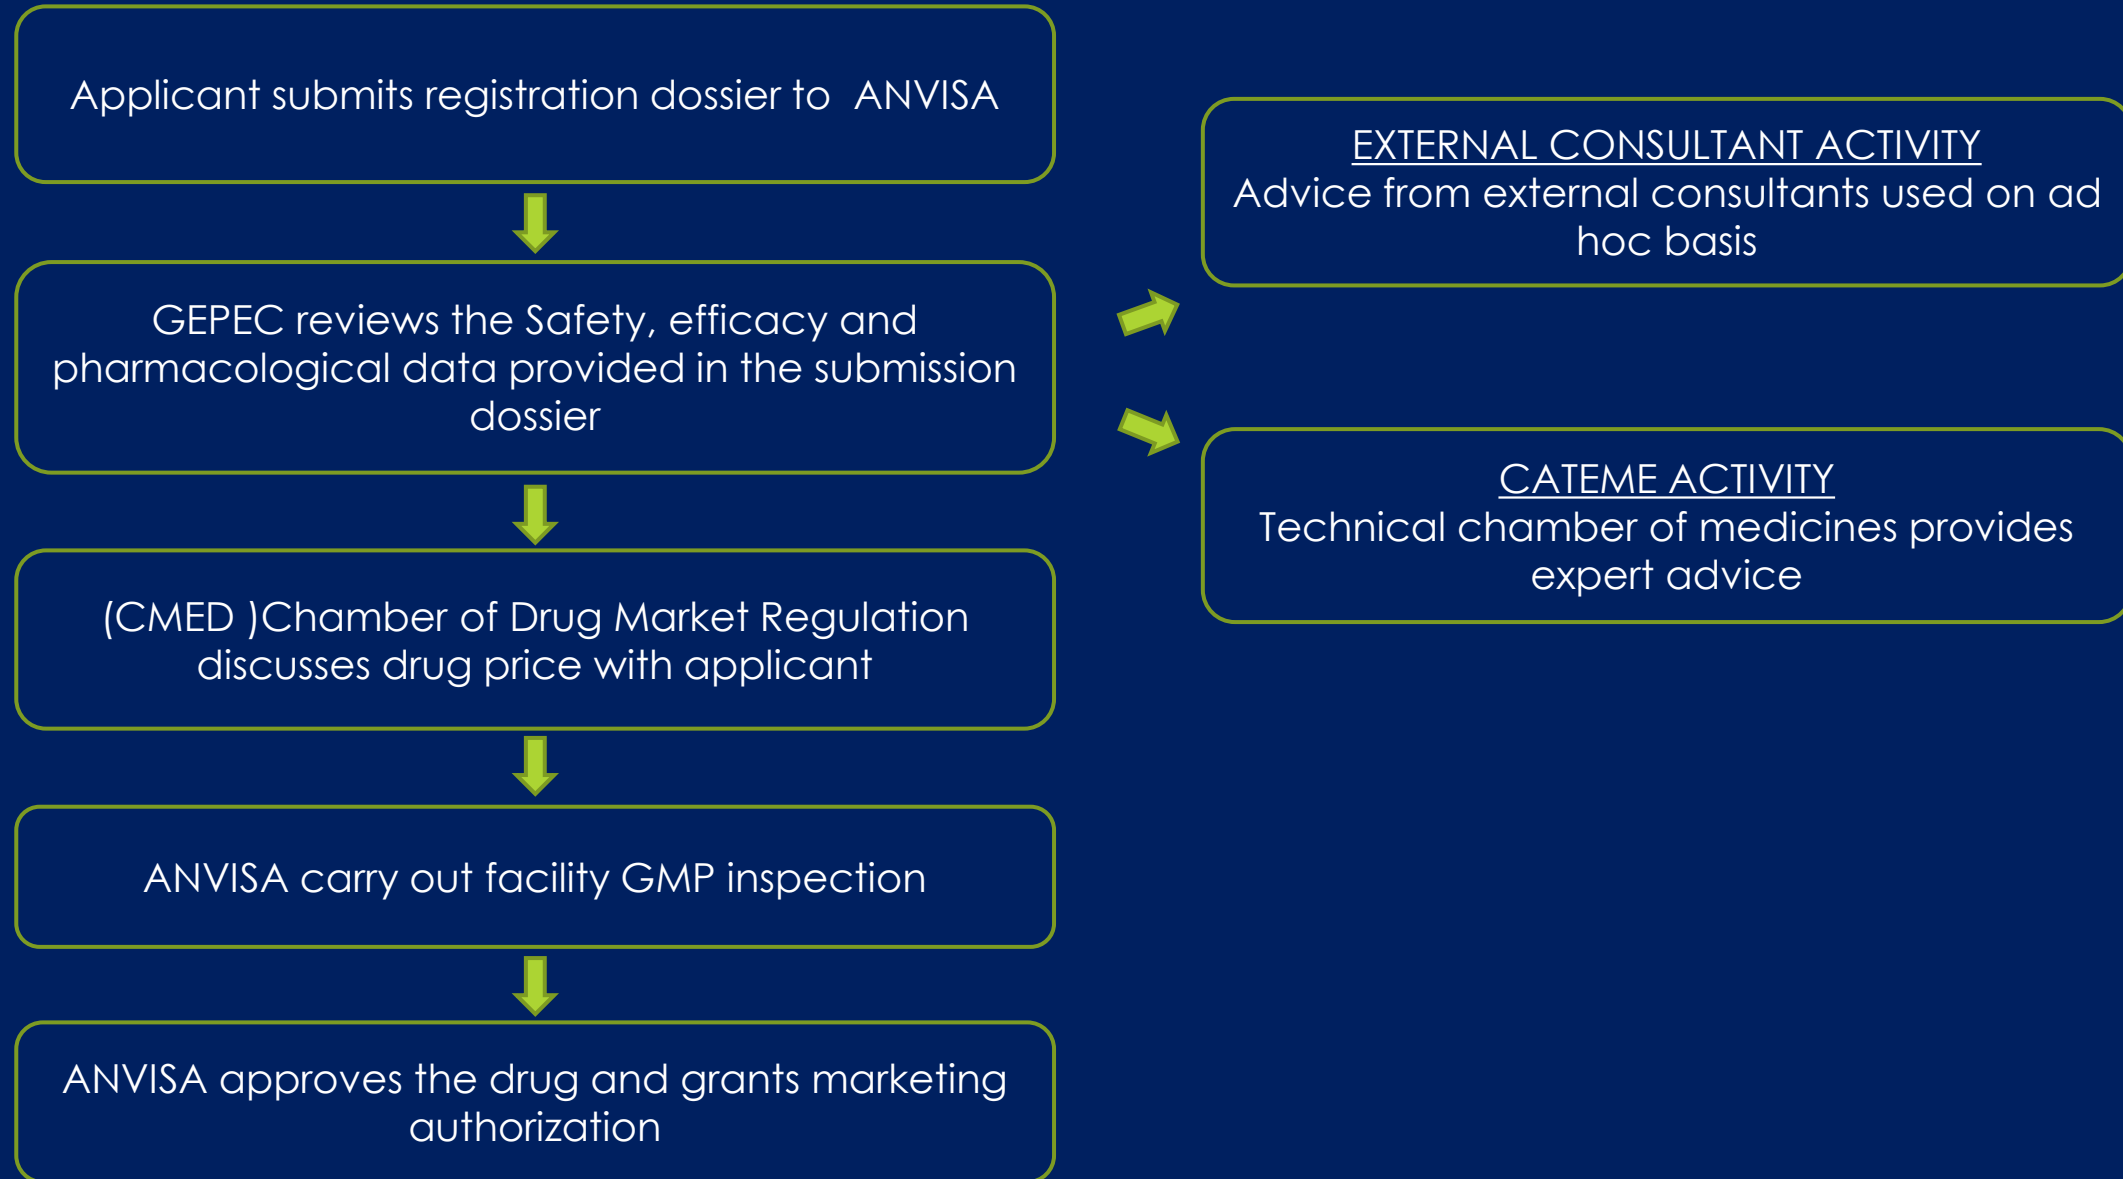 Applicant submits registration dossier to  ANVISA
GEPEC reviews the Safety, efficacy and
pharmacological data provided in the submission
dossier
(CMED )Chamber of Drug Market Regulation
discusses drug price with applicant
ANVISA carry out facility GMP inspection
ANVISA approves the drug and grants marketing
authorization
EXTERNAL CONSULTANT ACTIVITY
Advice from external consultants used on ad
hoc basis
CATEME ACTIVITY
Technical chamber of medicines provides
expert advice